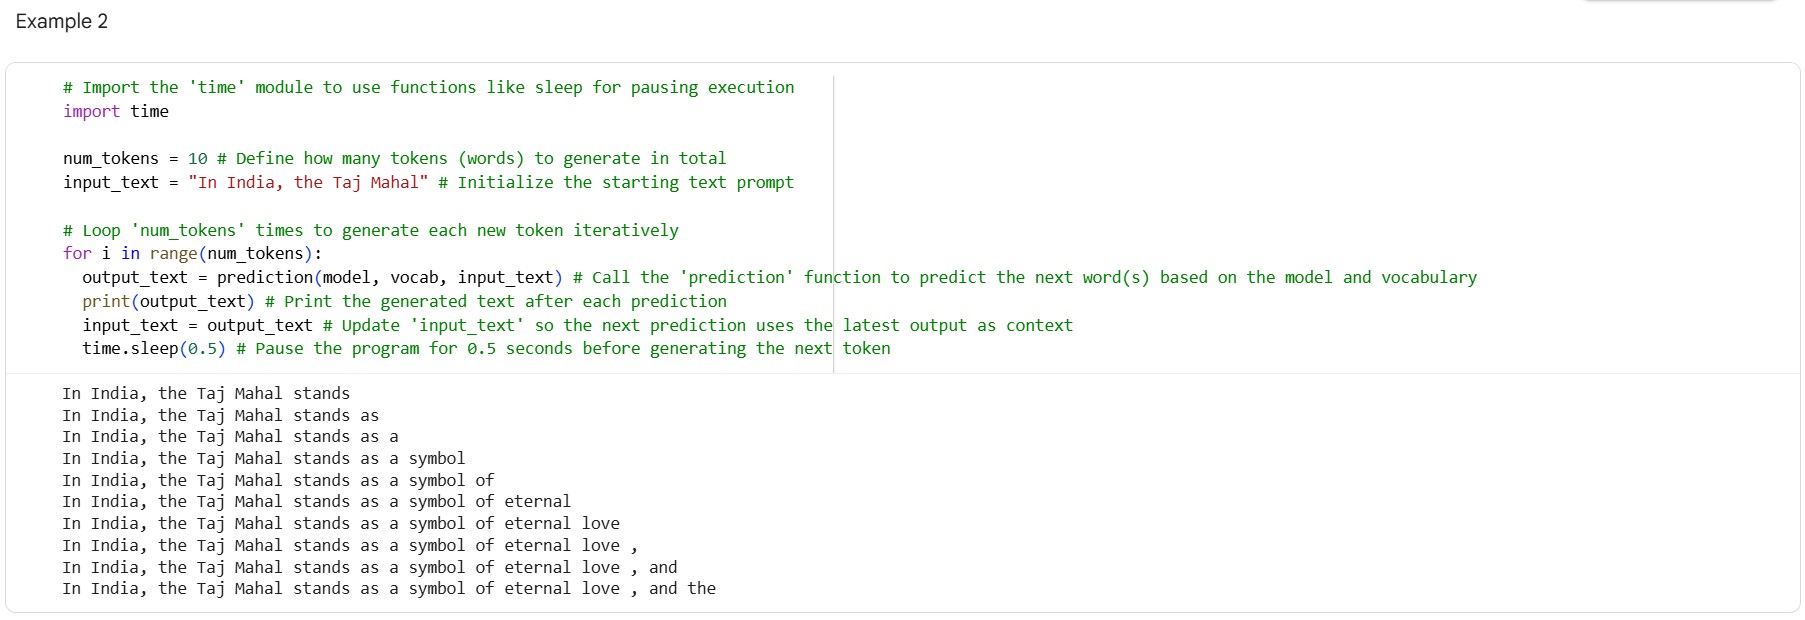 Example 2
# Import the 'time' module to use functions like sleep for pausing execution
import time
num_tokens = 10 # Define how many tokens (words) to generate in total
input_text = "In India, the Taj Mahal" # Initialize the starting text prompt
# Loop 'num_tokens' times to generate each new token iteratively
for i in range(num_tokens):
  output_text = prediction(model, vocab, input_text) # Call the 'prediction' function to predict the next word(s) based on the model and vocabulary
  print(output_text) # Print the generated text after each prediction
  input_text = output_text # Update 'input_text' so the next prediction uses the latest output as context
  time.sleep(0.5) # Pause the program for 0.5 seconds before generating the next token
In India, the Taj Mahal stands
In India, the Taj Mahal stands as
In India, the Taj Mahal stands as a
In India, the Taj Mahal stands as a symbol
In India, the Taj Mahal stands as a symbol of
In India, the Taj Mahal stands as a symbol of eternal
In India, the Taj Mahal stands as a symbol of eternal love
In India, the Taj Mahal stands as a symbol of eternal love ,
In India, the Taj Mahal stands as a symbol of eternal love , and
In India, the Taj Mahal stands as a symbol of eternal love , and the